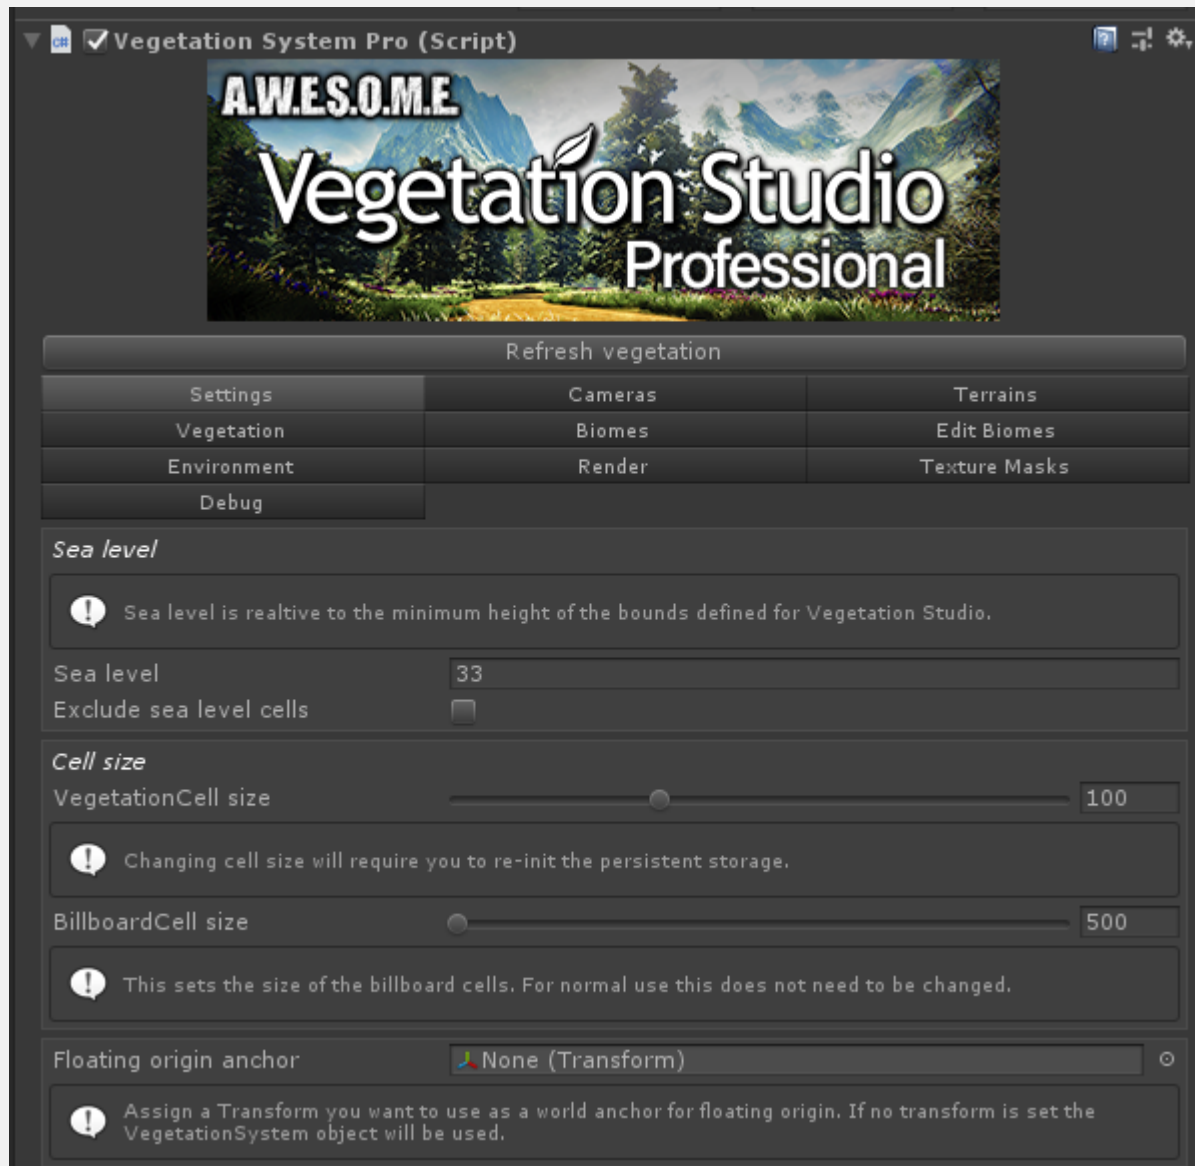 Vegetation System Pro (Script)
A.W.E.S.O.M.E.
Vegetation Studio
Professional
Refresh vegetation
Settings Cameras Terrains
Vegetation Biomes Edit Biomes
Environment Render Texture Masks
Debug
Sea level
Sea level is realtive to the minimum height of the bounds defined for Vegetation Studio.
Sea level 33
Exclude sea level cells
Cell size
VegetationCell size 100
Changing cell size will require you to re-init the persistent storage.
BillboardCell size 500
This sets the size of the billboard cells. For normal use this does not need to be changed.
Floating origin anchor None (Transform)
Assign a Transform you want to use as a world anchor for floating origin. If no transform is set the
VegetationSystem object will be used.